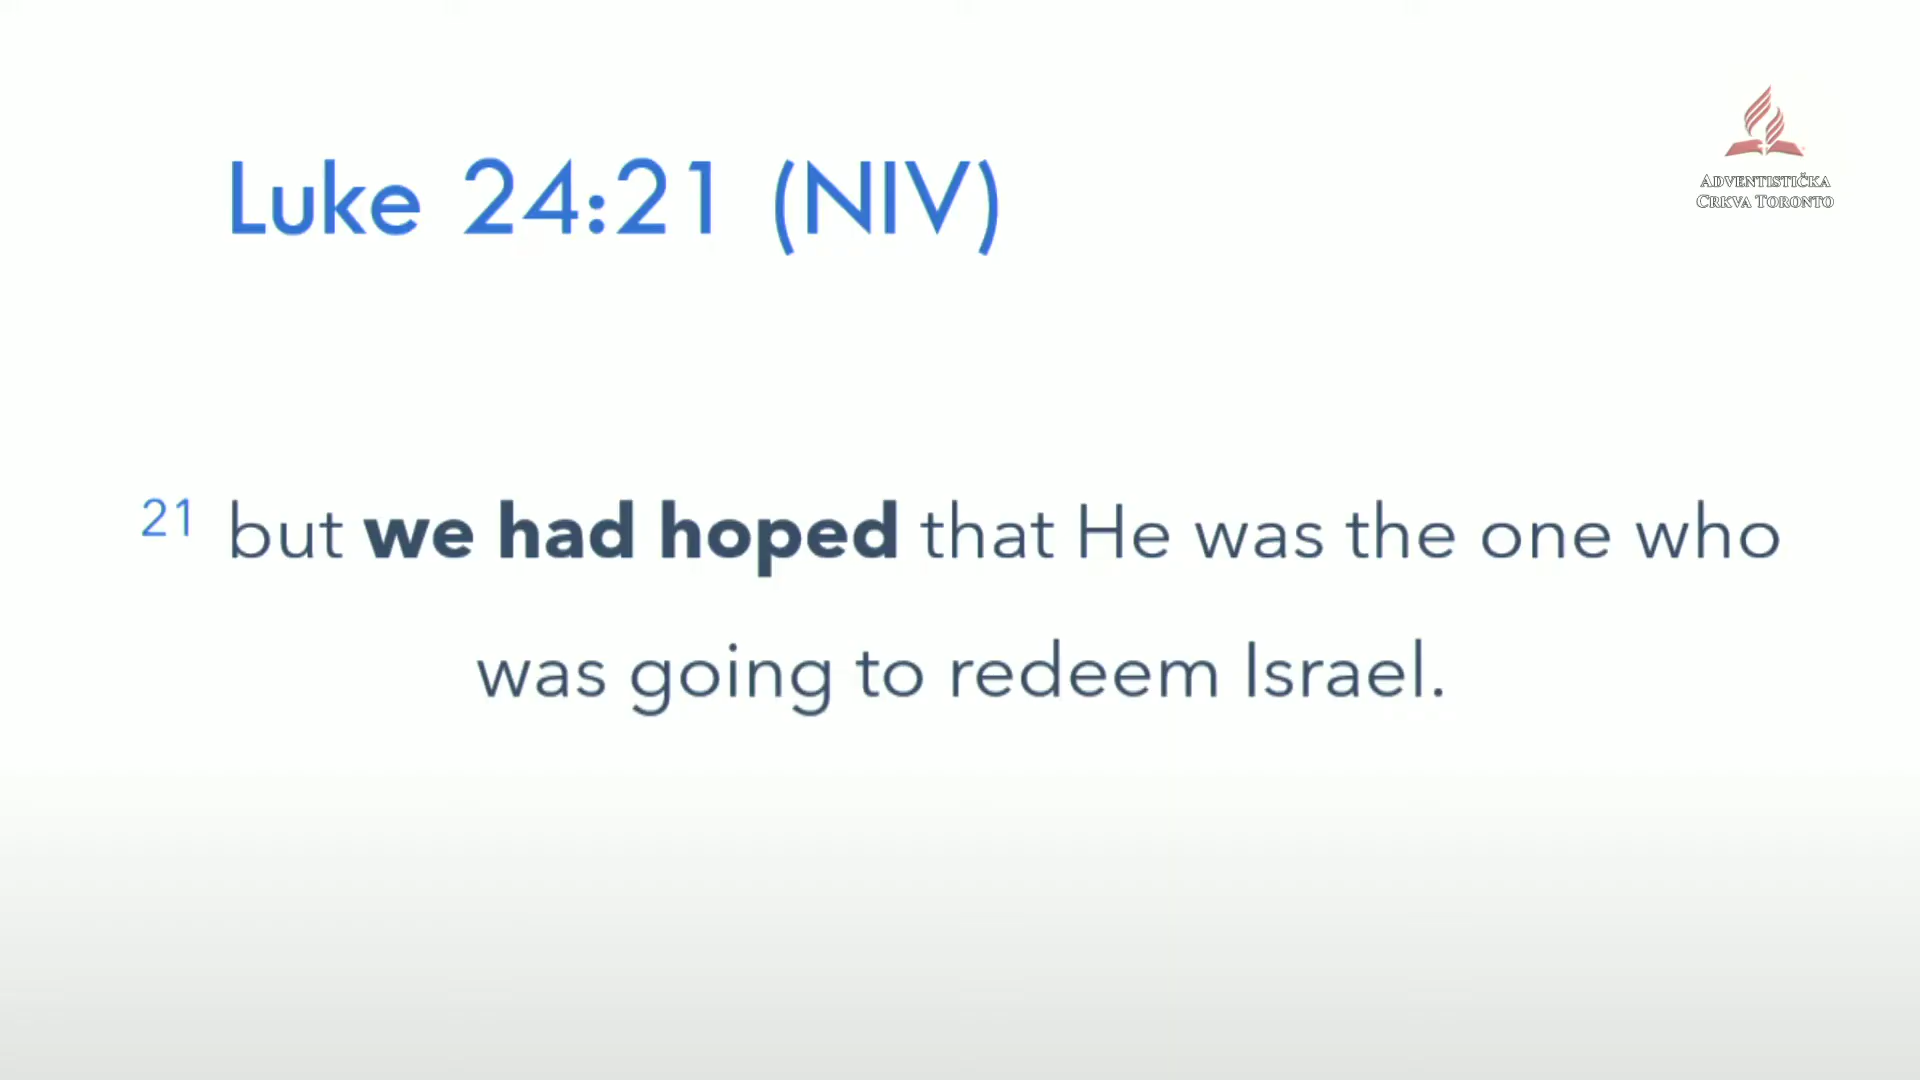 Luke 24:21 (NIV)
ADVENTISTIČKA
CRKVA TORONTO
21 but we had hoped that He was the one who
was going to redeem Israel.